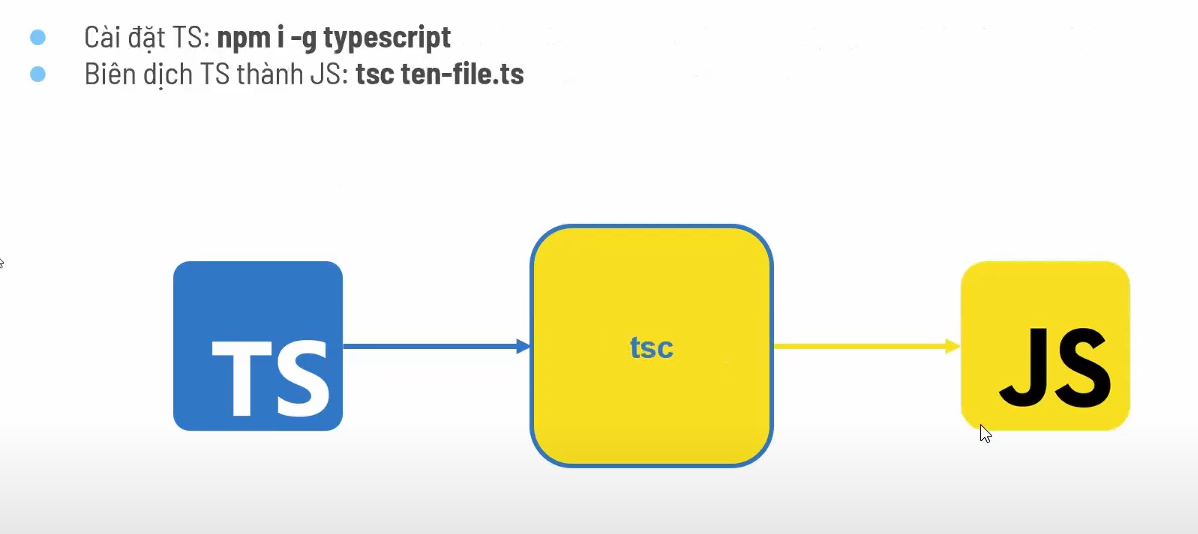 Cài đặt TS: npm i -g typescript
Biên dịch TS thành JS: tsc ten-file.ts
TS
tsc
JS